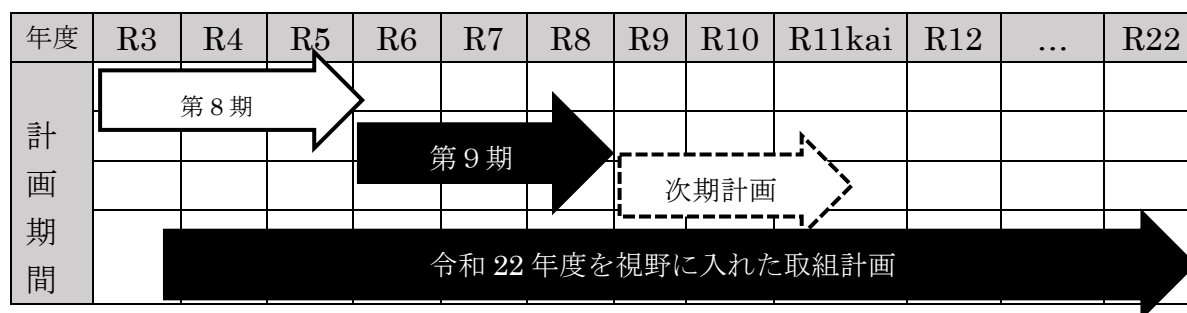 年度 R3 R4 R5 R6 R7 R8 R9 R10 R11kai R12 … R22
計画期間
第8期
第9期
次期計画
令和 22 年度を視野に入れた取組計画